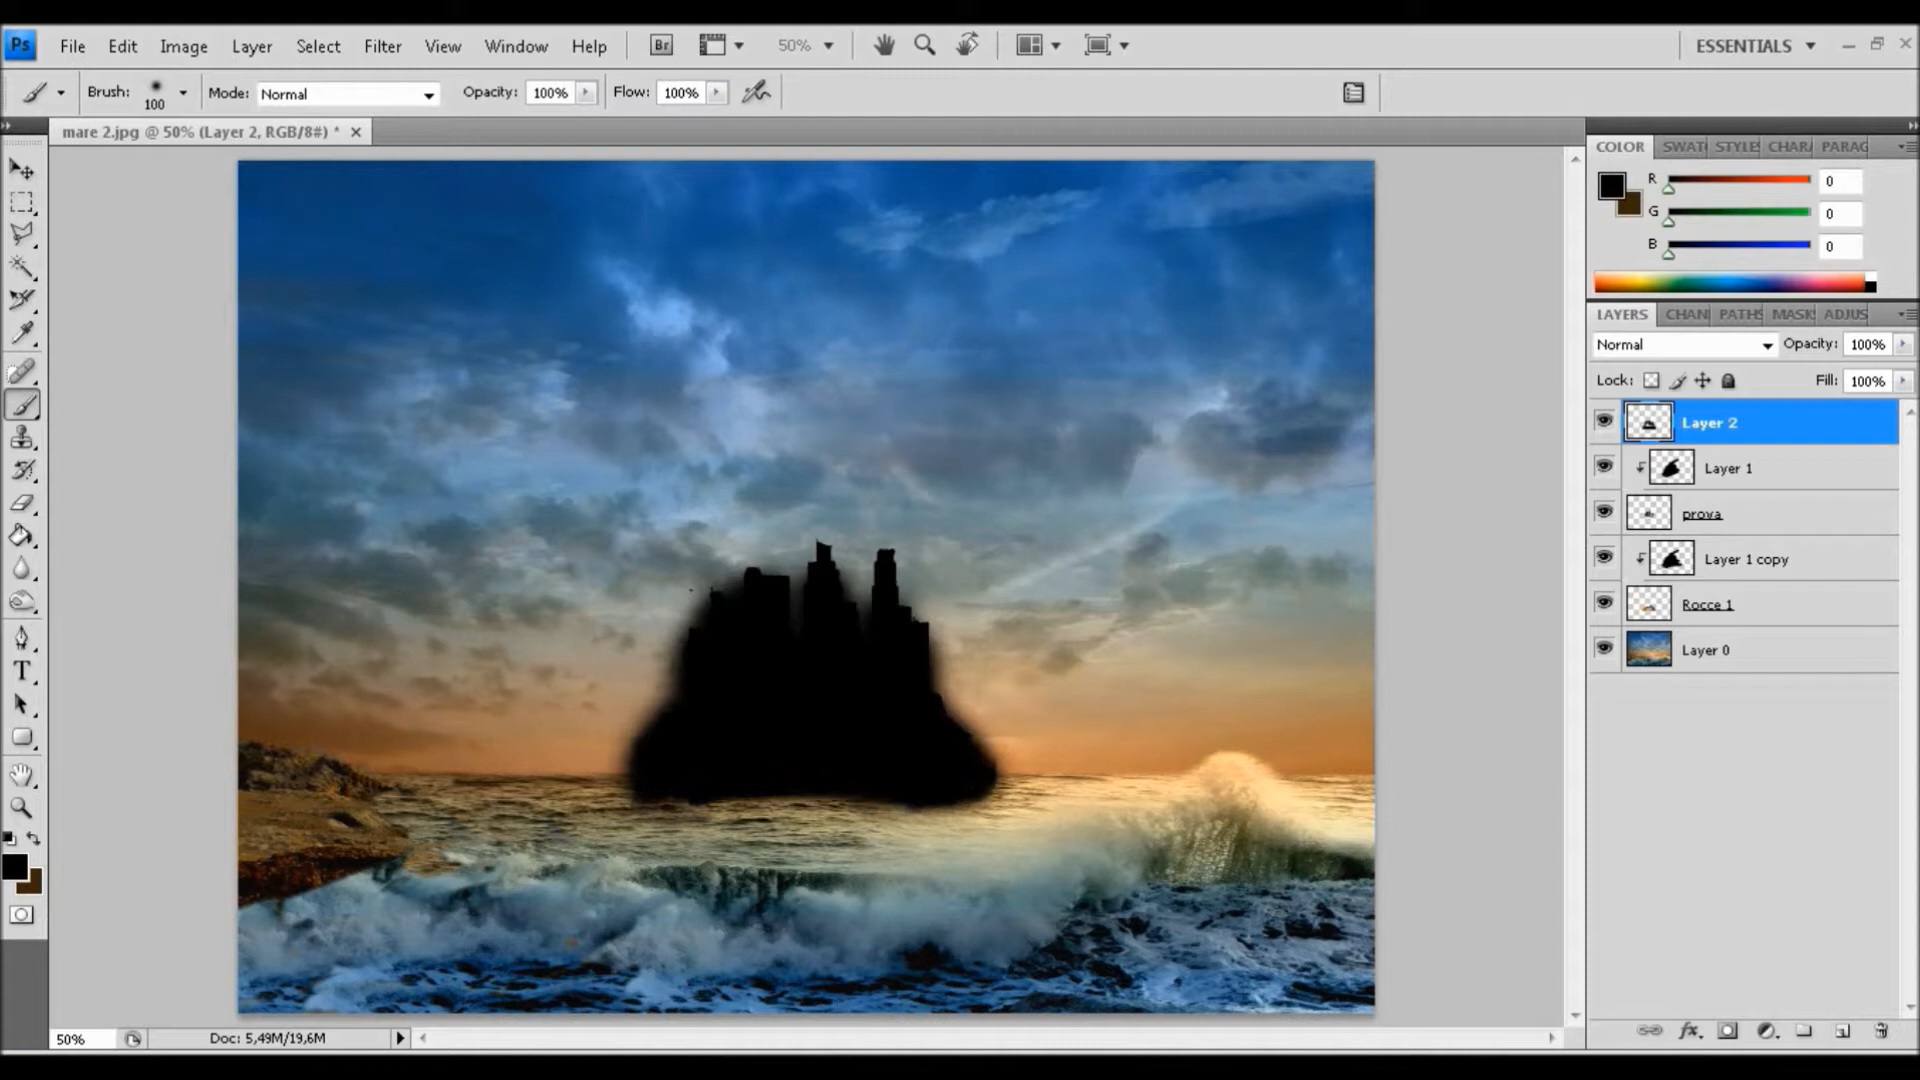 Ps File Edit Image Layer Select Filter View Window Help Br 50% ESSENTIALS
Brush: 100 Mode: Normal Opacity: 100% Flow: 100%
mare 2.jpg @ 50% (Layer 2, RGB/8#) *
COLOR SWAT STYLE CHAR PARAG
R 0
G 0
B 0
LAYERS CHAN PATHS MASK ADJUS
Normal Opacity: 100%
Lock: Fill: 100%
Layer 2
Layer 1
prova
Layer 1 copy
Rocce 1
Layer 0
T
50% Doc: 5,49M/19,6M
fx